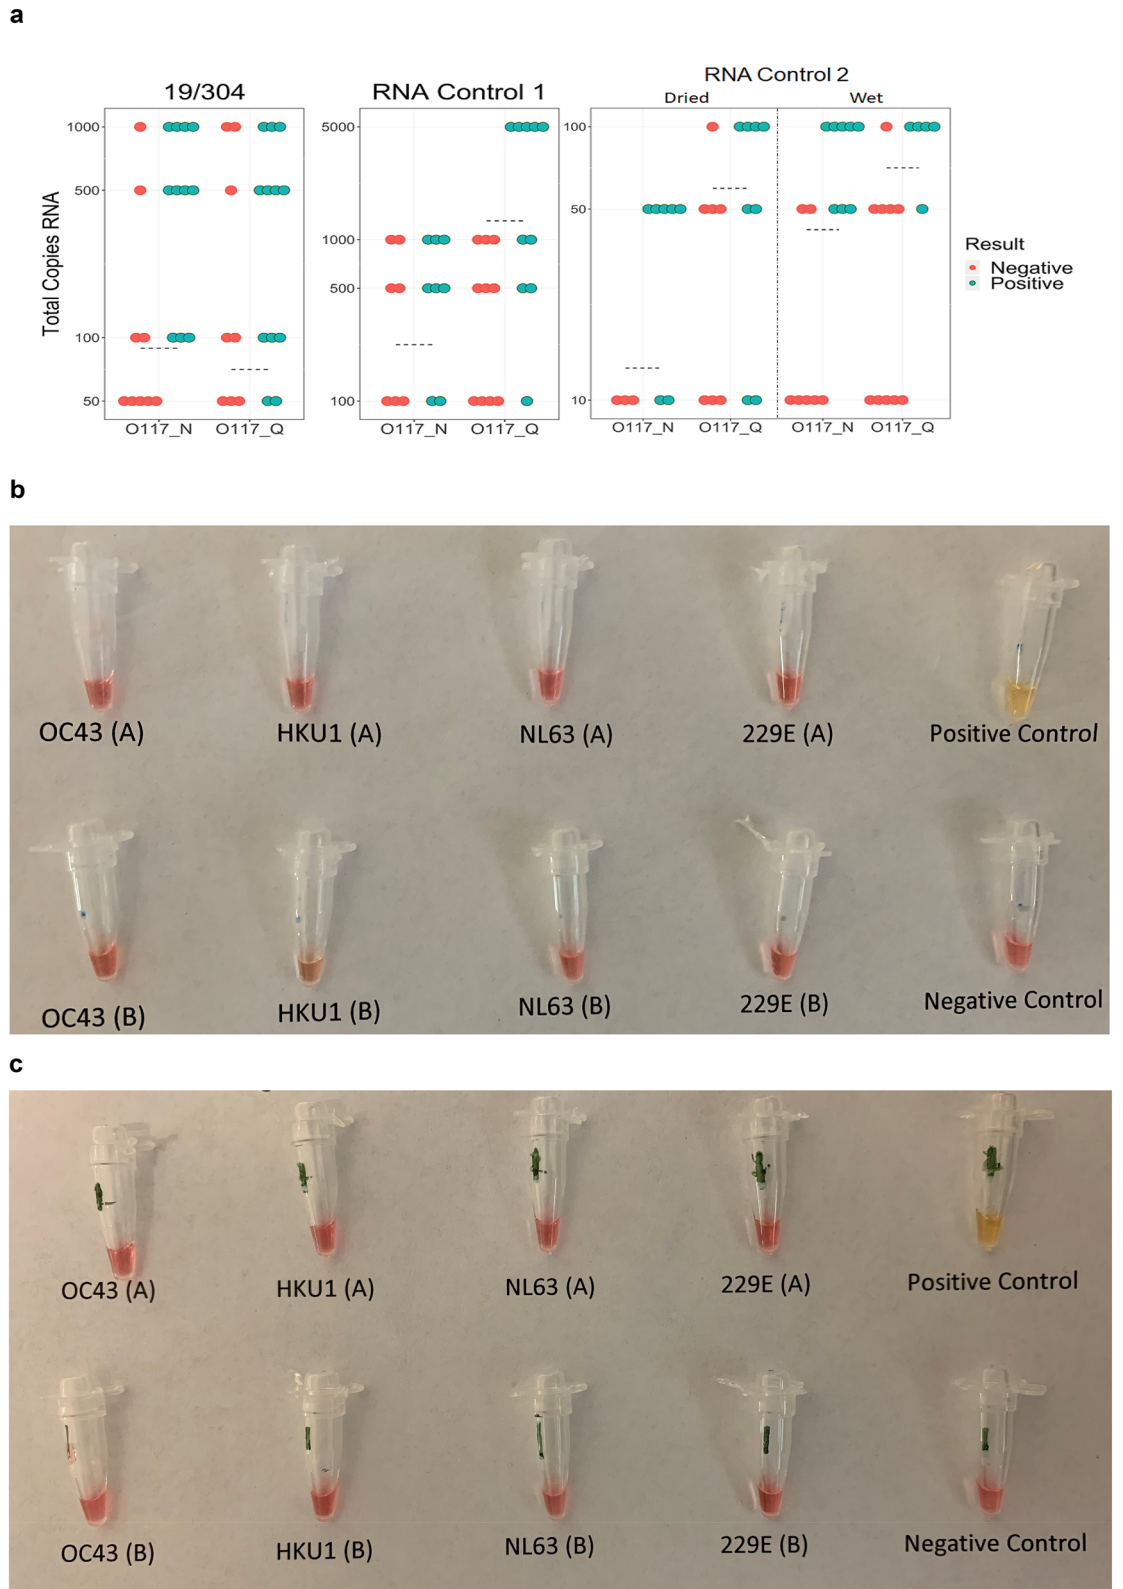 a
19/304
RNA Control 1
RNA Control 2
Dried
Wet
Total Copies RNA
1000
500
100
50
O117_N
O117_Q
5000
1000
500
100
O117_N
O117_Q
100
50
10
O117_N
O117_Q
O117_N
O117_Q
Result
Negative
Positive
b
OC43 (A)
HKU1 (A)
NL63 (A)
229E (A)
Positive Control
OC43 (B)
HKU1 (B)
NL63 (B)
229E (B)
Negative Control
c
OC43 (A)
HKU1 (A)
NL63 (A)
229E (A)
Positive Control
OC43 (B)
HKU1 (B)
NL63 (B)
229E (B)
Negative Control